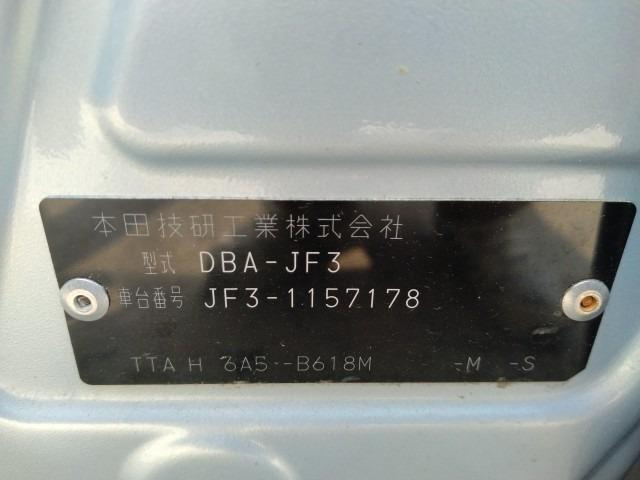 本田技研工業株式会社
型式 DBA-JF3
車台番号 JF3-1157178
TTA H 6A5--B618M -M -S